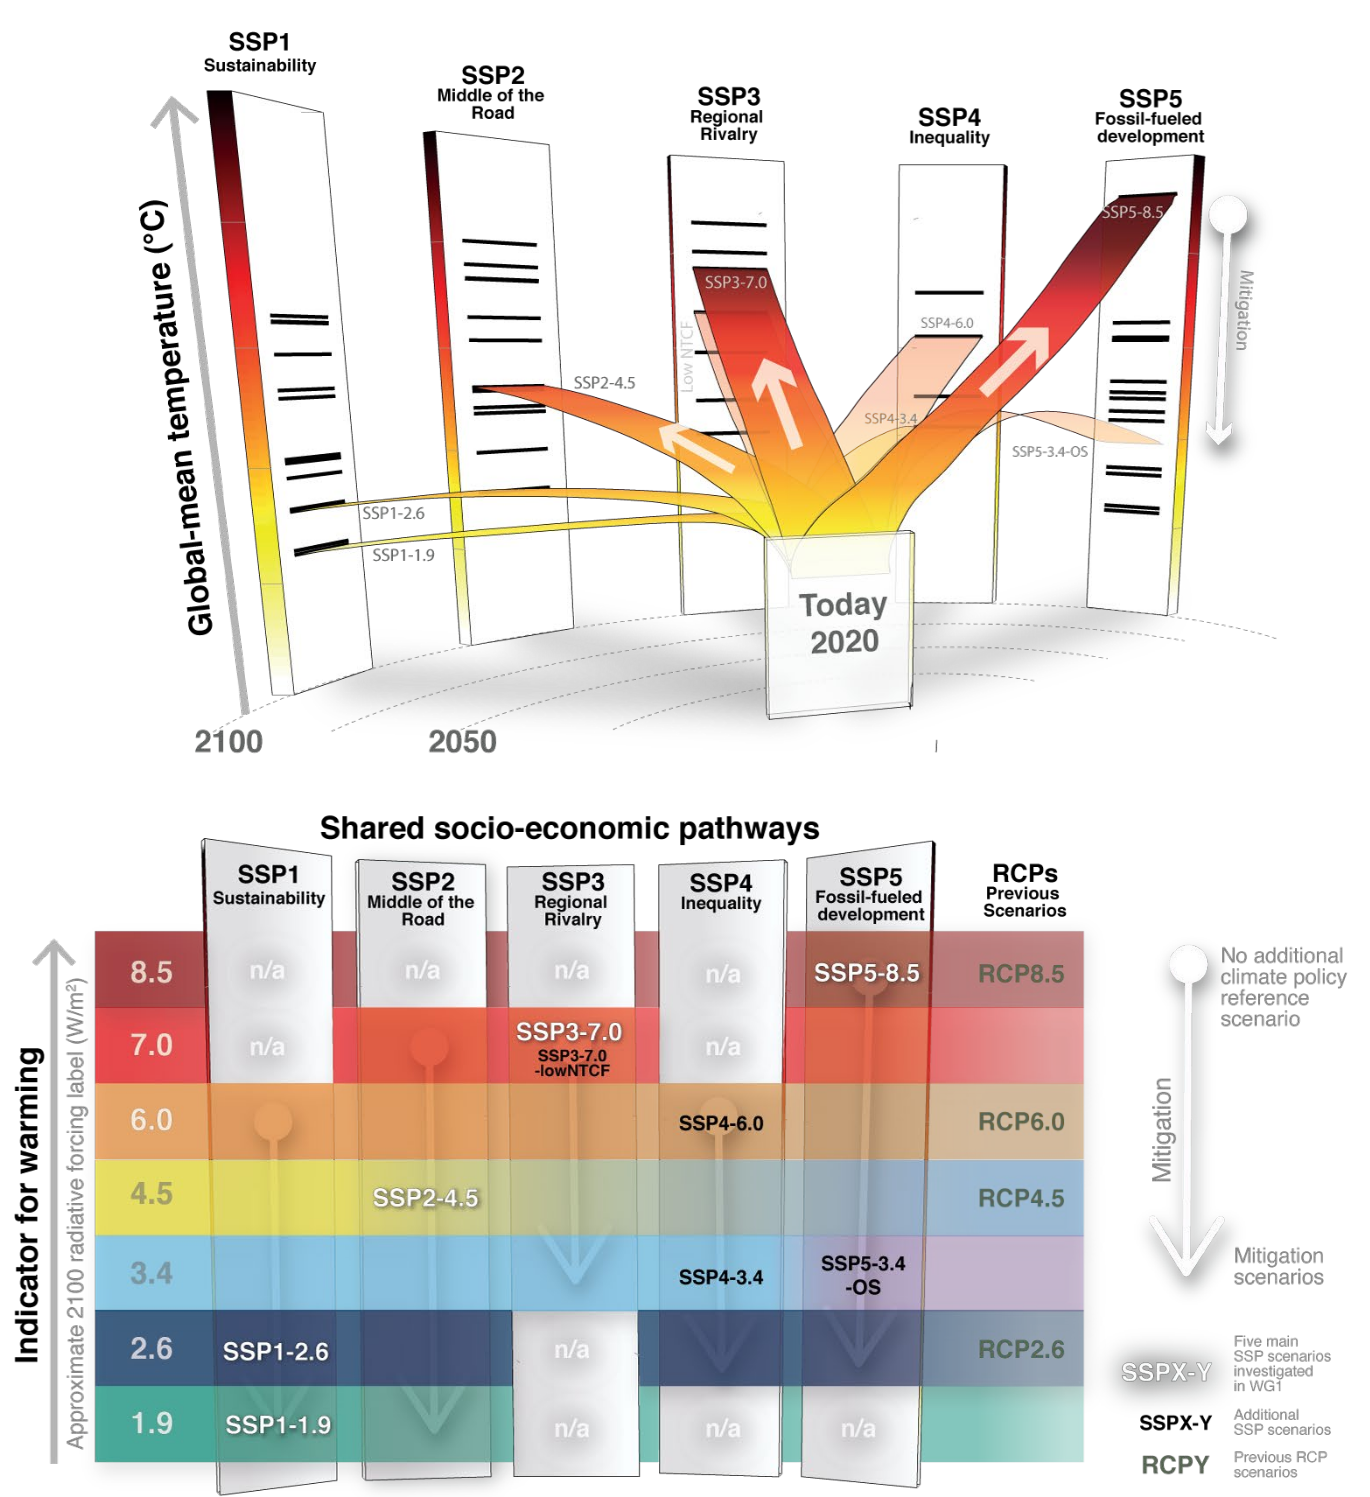 SSP1
Sustainability
SSP2
Middle of the
Road
SSP3
Regional
Rivalry
SSP4
Inequality
SSP5
Fossil-fueled
development
Global-mean temperature (°C)
SSP5-8.5
Mitigation
SSP3-7.0
Low NTCF
SSP4-6.0
SSP2-4.5
SSP4-3.4
SSP5-3.4-OS
SSP1-2.6
SSP1-1.9
Today
2020
2100
2050
Shared socio-economic pathways
SSP1
Sustainability
SSP2
Middle of the
Road
SSP3
Regional
Rivalry
SSP4
Inequality
SSP5
Fossil-fueled
development
RCPs
Previous
Scenarios
Indicator for warming
Approximate 2100 radiative forcing label (W/m²)
8.5
n/a
n/a
n/a
n/a
SSP5-8.5
RCP8.5
7.0
n/a
SSP3-7.0
SSP3-7.0
-lowNTCF
n/a
6.0
SSP4-6.0
RCP6.0
4.5
SSP2-4.5
RCP4.5
3.4
SSP4-3.4
SSP5-3.4
-OS
2.6
SSP1-2.6
n/a
RCP2.6
1.9
SSP1-1.9
n/a
n/a
n/a
No additional
climate policy
reference
scenario
Mitigation
Mitigation
scenarios
SSPX-Y
Five main
SSP scenarios
investigated
in WG1
SSPX-Y
Additional
SSP scenarios
RCPY
Previous RCP
scenarios